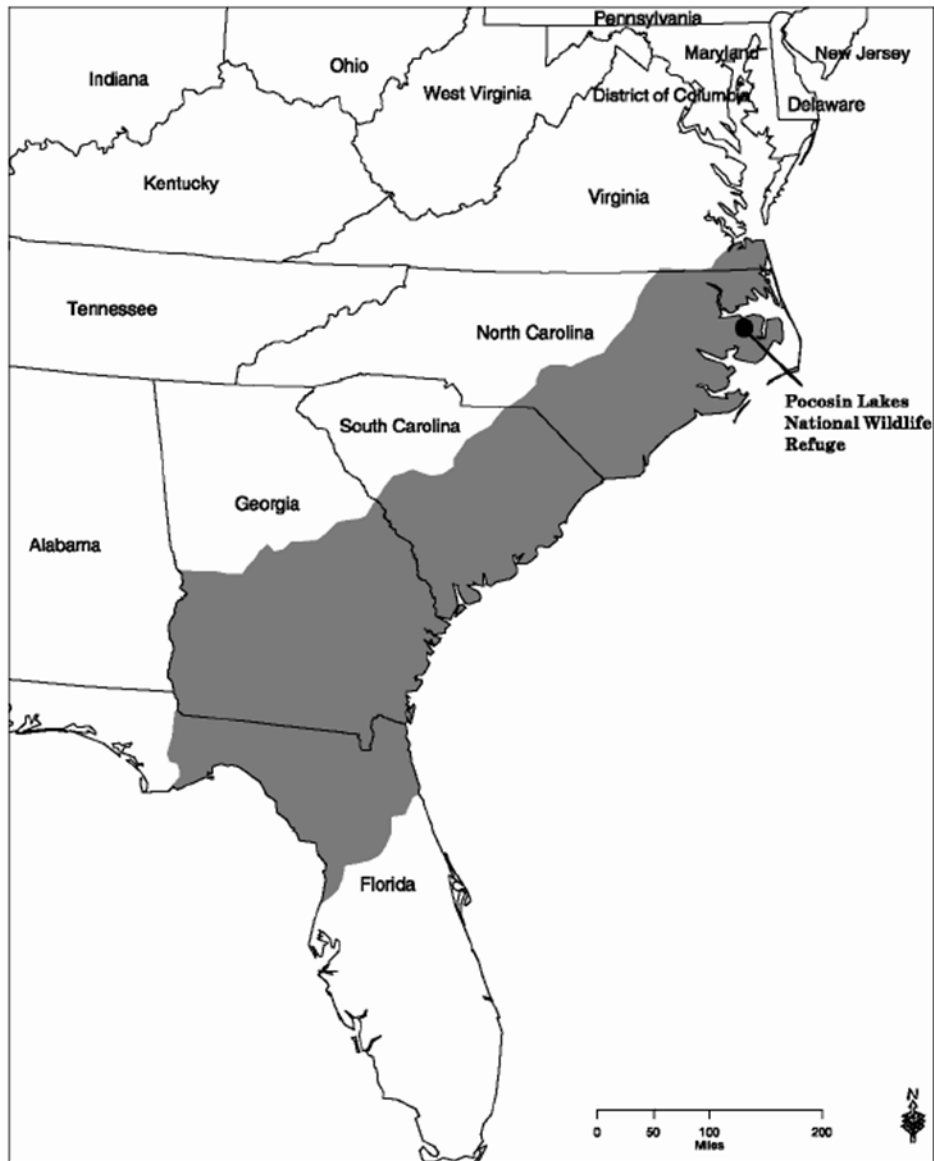 Pennsylvania
Ohio
Maryland
New Jersey
Indiana
West Virginia
District of Columbia
Delaware
Kentucky
Virginia
Tennessee
North Carolina
Pocosin Lakes
National Wildlife
Refuge
South Carolina
Georgia
Alabama
Florida
N
0 50 100 200
Miles